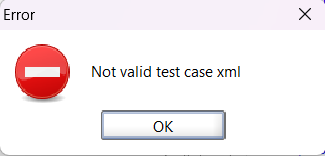 Error
Not valid test case xml
OK